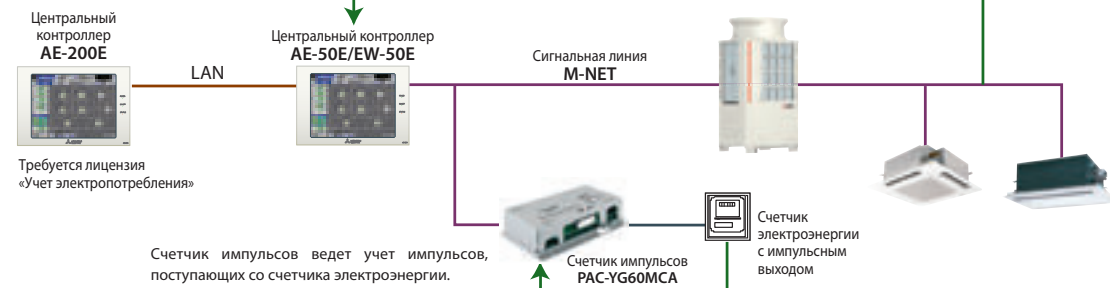 Центральный
контроллер
AE-200E
LAN
Центральный контроллер
AE-50E/EW-50E
Сигнальная линия
M-NET
Требуется лицензия
«Учет электропотребления»
Счетчик импульсов ведет учет импульсов,
поступающих со счетчика электроэнергии.
Счетчик импульсов
PAC-YG60MCA
Счетчик
электроэнергии
с импульсным
выходом